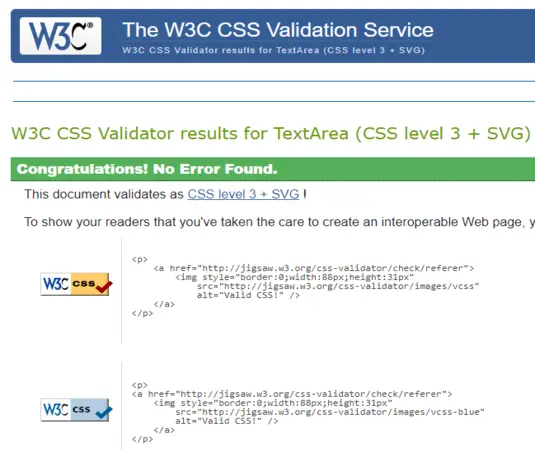 W3C®
The W3C CSS Validation Service
W3C CSS Validator results for TextArea (CSS level 3 + SVG)
W3C CSS Validator results for TextArea (CSS level 3 + SVG)
Congratulations! No Error Found.
This document validates as CSS level 3 + SVG !
To show your readers that you've taken the care to create an interoperable Web page, y
W3C css
<p>
    <a href="http://jigsaw.w3.org/css-validator/check/referer">
        <img style="border:0;width:88px;height:31px"
            src="http://jigsaw.w3.org/css-validator/images/vcss"
            alt="Valid CSS!" />
    </a>
</p>
W3C css
<p>
<a href="http://jigsaw.w3.org/css-validator/check/referer">
    <img style="border:0;width:88px;height:31px"
        src="http://jigsaw.w3.org/css-validator/images/vcss-blue"
        alt="Valid CSS!" />
    </a>
</p>